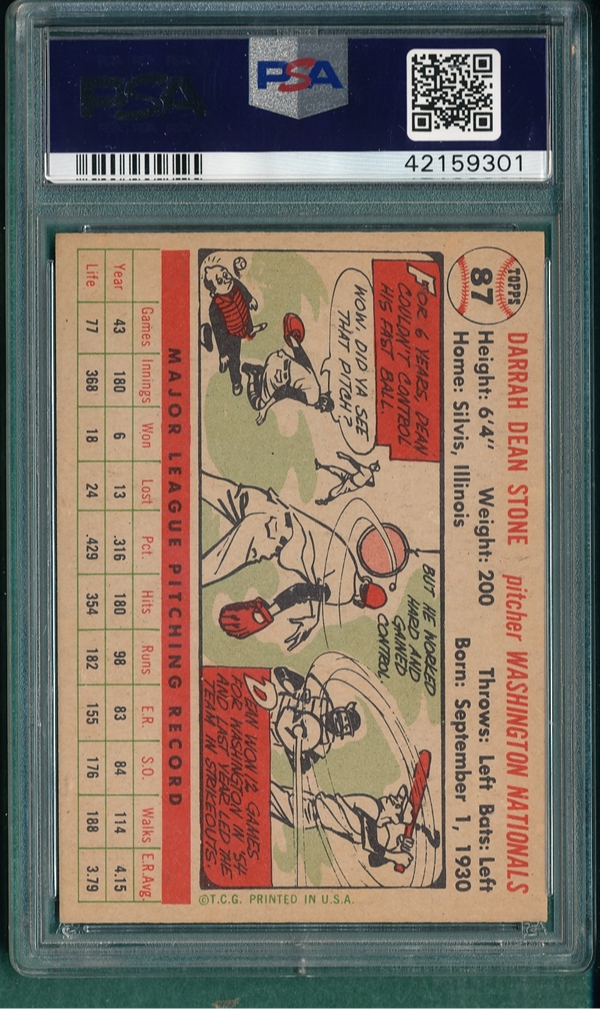 PSA
PSA
42159301
TOPPS
87
DARRAH DEAN STONE pitcher WASHINGTON NATIONALS
Height: 6'4" Weight: 200 Throws: Left Bats: Left
Home: Silvis, Illinois Born: September 1, 1930
FOR 6 YEARS, DEAN
COULDN'T CONTROL
HIS FAST BALL.
WOW. DID YA SEE
THAT PITCH?
BUT HE WORKED
HARD AND
GAINED
CONTROL
DEAN WON 12 GAMES
FOR WASHINGTON IN '54
AND LAST YEAR LED THE
TEAM IN STRIKEOUTS.
©T.C.G. PRINTED IN U.S.A.
MAJOR LEAGUE PITCHING RECORD
Games Innings Won Lost Pct. Hits Runs E.R. S.O. Walks E.R.Avg.
Year 43 180 6 13 .316 180 98 83 84 114 4.15
Life 77 368 18 24 .429 354 182 155 176 188 3.79